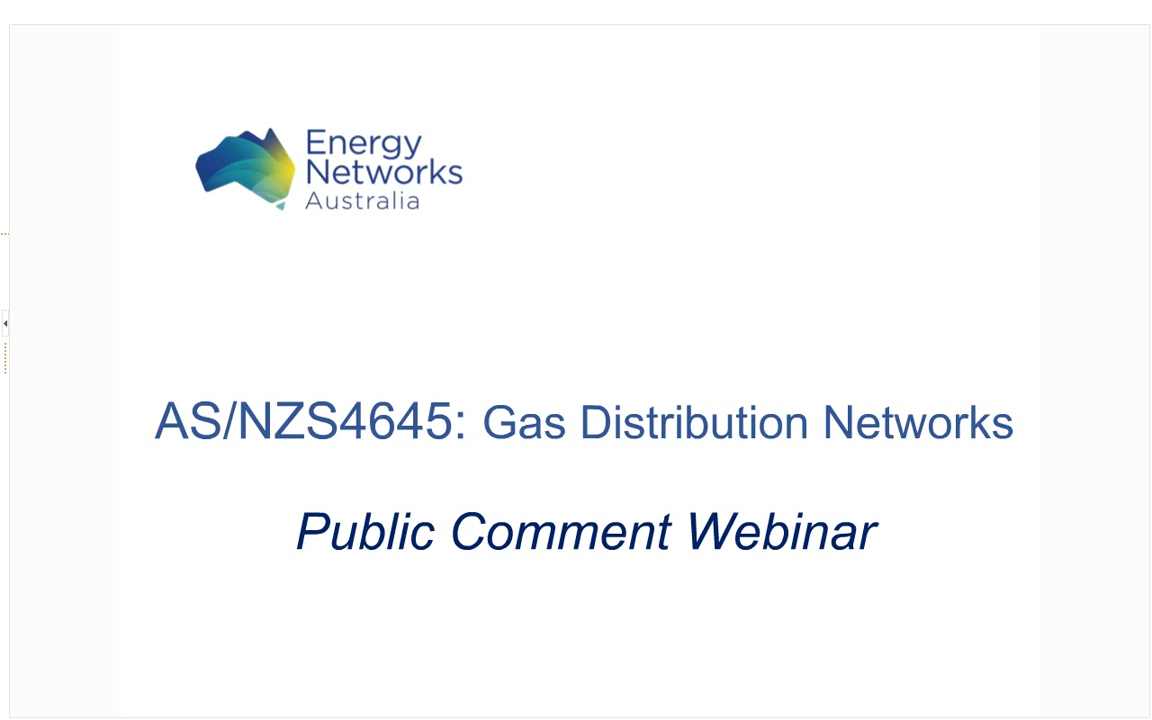 Energy
Networks
Australia
AS/NZS4645: Gas Distribution Networks
Public Comment Webinar